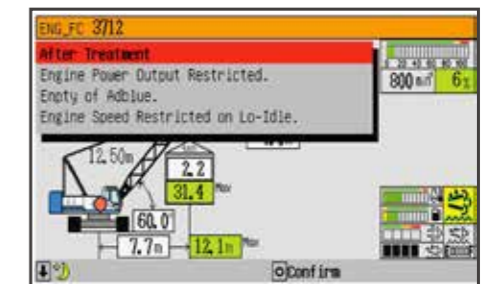 ENG_FC 3712
After Treatment
Engine Power Output Restricted.
Enpty of Adblue.
Engine Speed Restricted on Lo-Idle.
800 min
6%
12.50m
2.2
31.4 Max
60.0°
7.7m
12.1m Max
Confirm